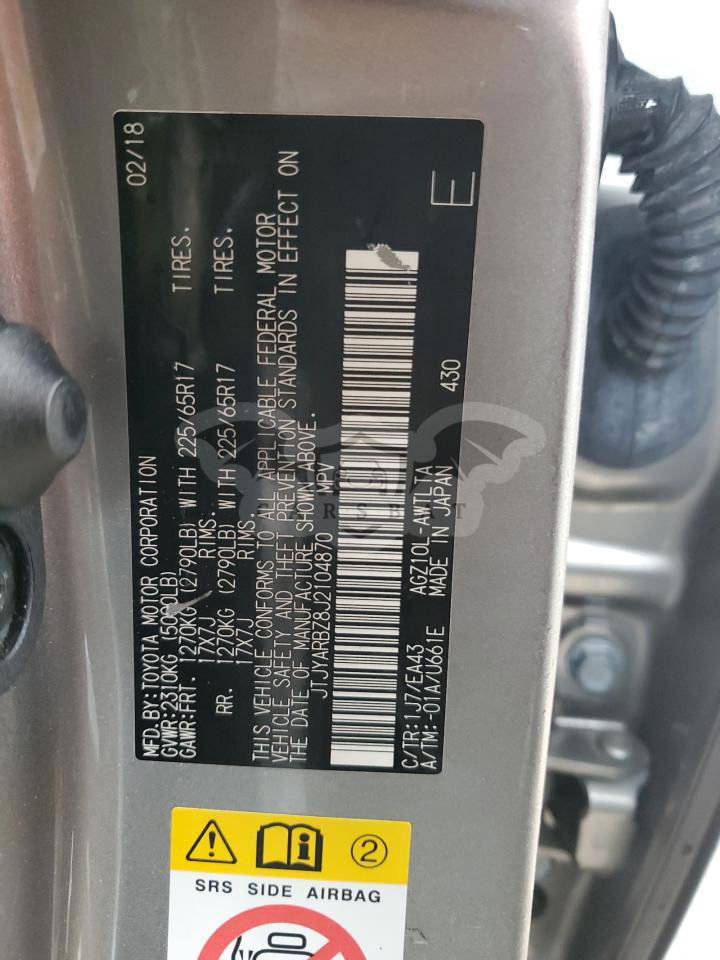 MFD.BY:TOYOTA MOTOR CORPORATION 02/18
GVWR:2310KG (5090LB)
GAWR:FRT. 1270KG (2790LB) WITH 225/65R17 TIRES.
17X7J RIMS.
RR. 1270KG (2790LB) WITH 225/65R17 TIRES.
17X7J RIMS
THIS VEHICLE CONFORMS TO ALL APPLICABLE FEDERAL MOTOR
VEHICLE SAFETY AND THEFT PREVENTION STANDARDS IN EFFECT ON
THE DATE OF MANUFACTURE SHOWN ABOVE.
JTJYARBZ8J2104870 MPV
C/TR:1J7/EA43 AGZ10L-AWTLTA 430 E
A/TM:-01A/U661E MADE IN JAPAN
CARSBAT
2
SRS SIDE AIRBAG